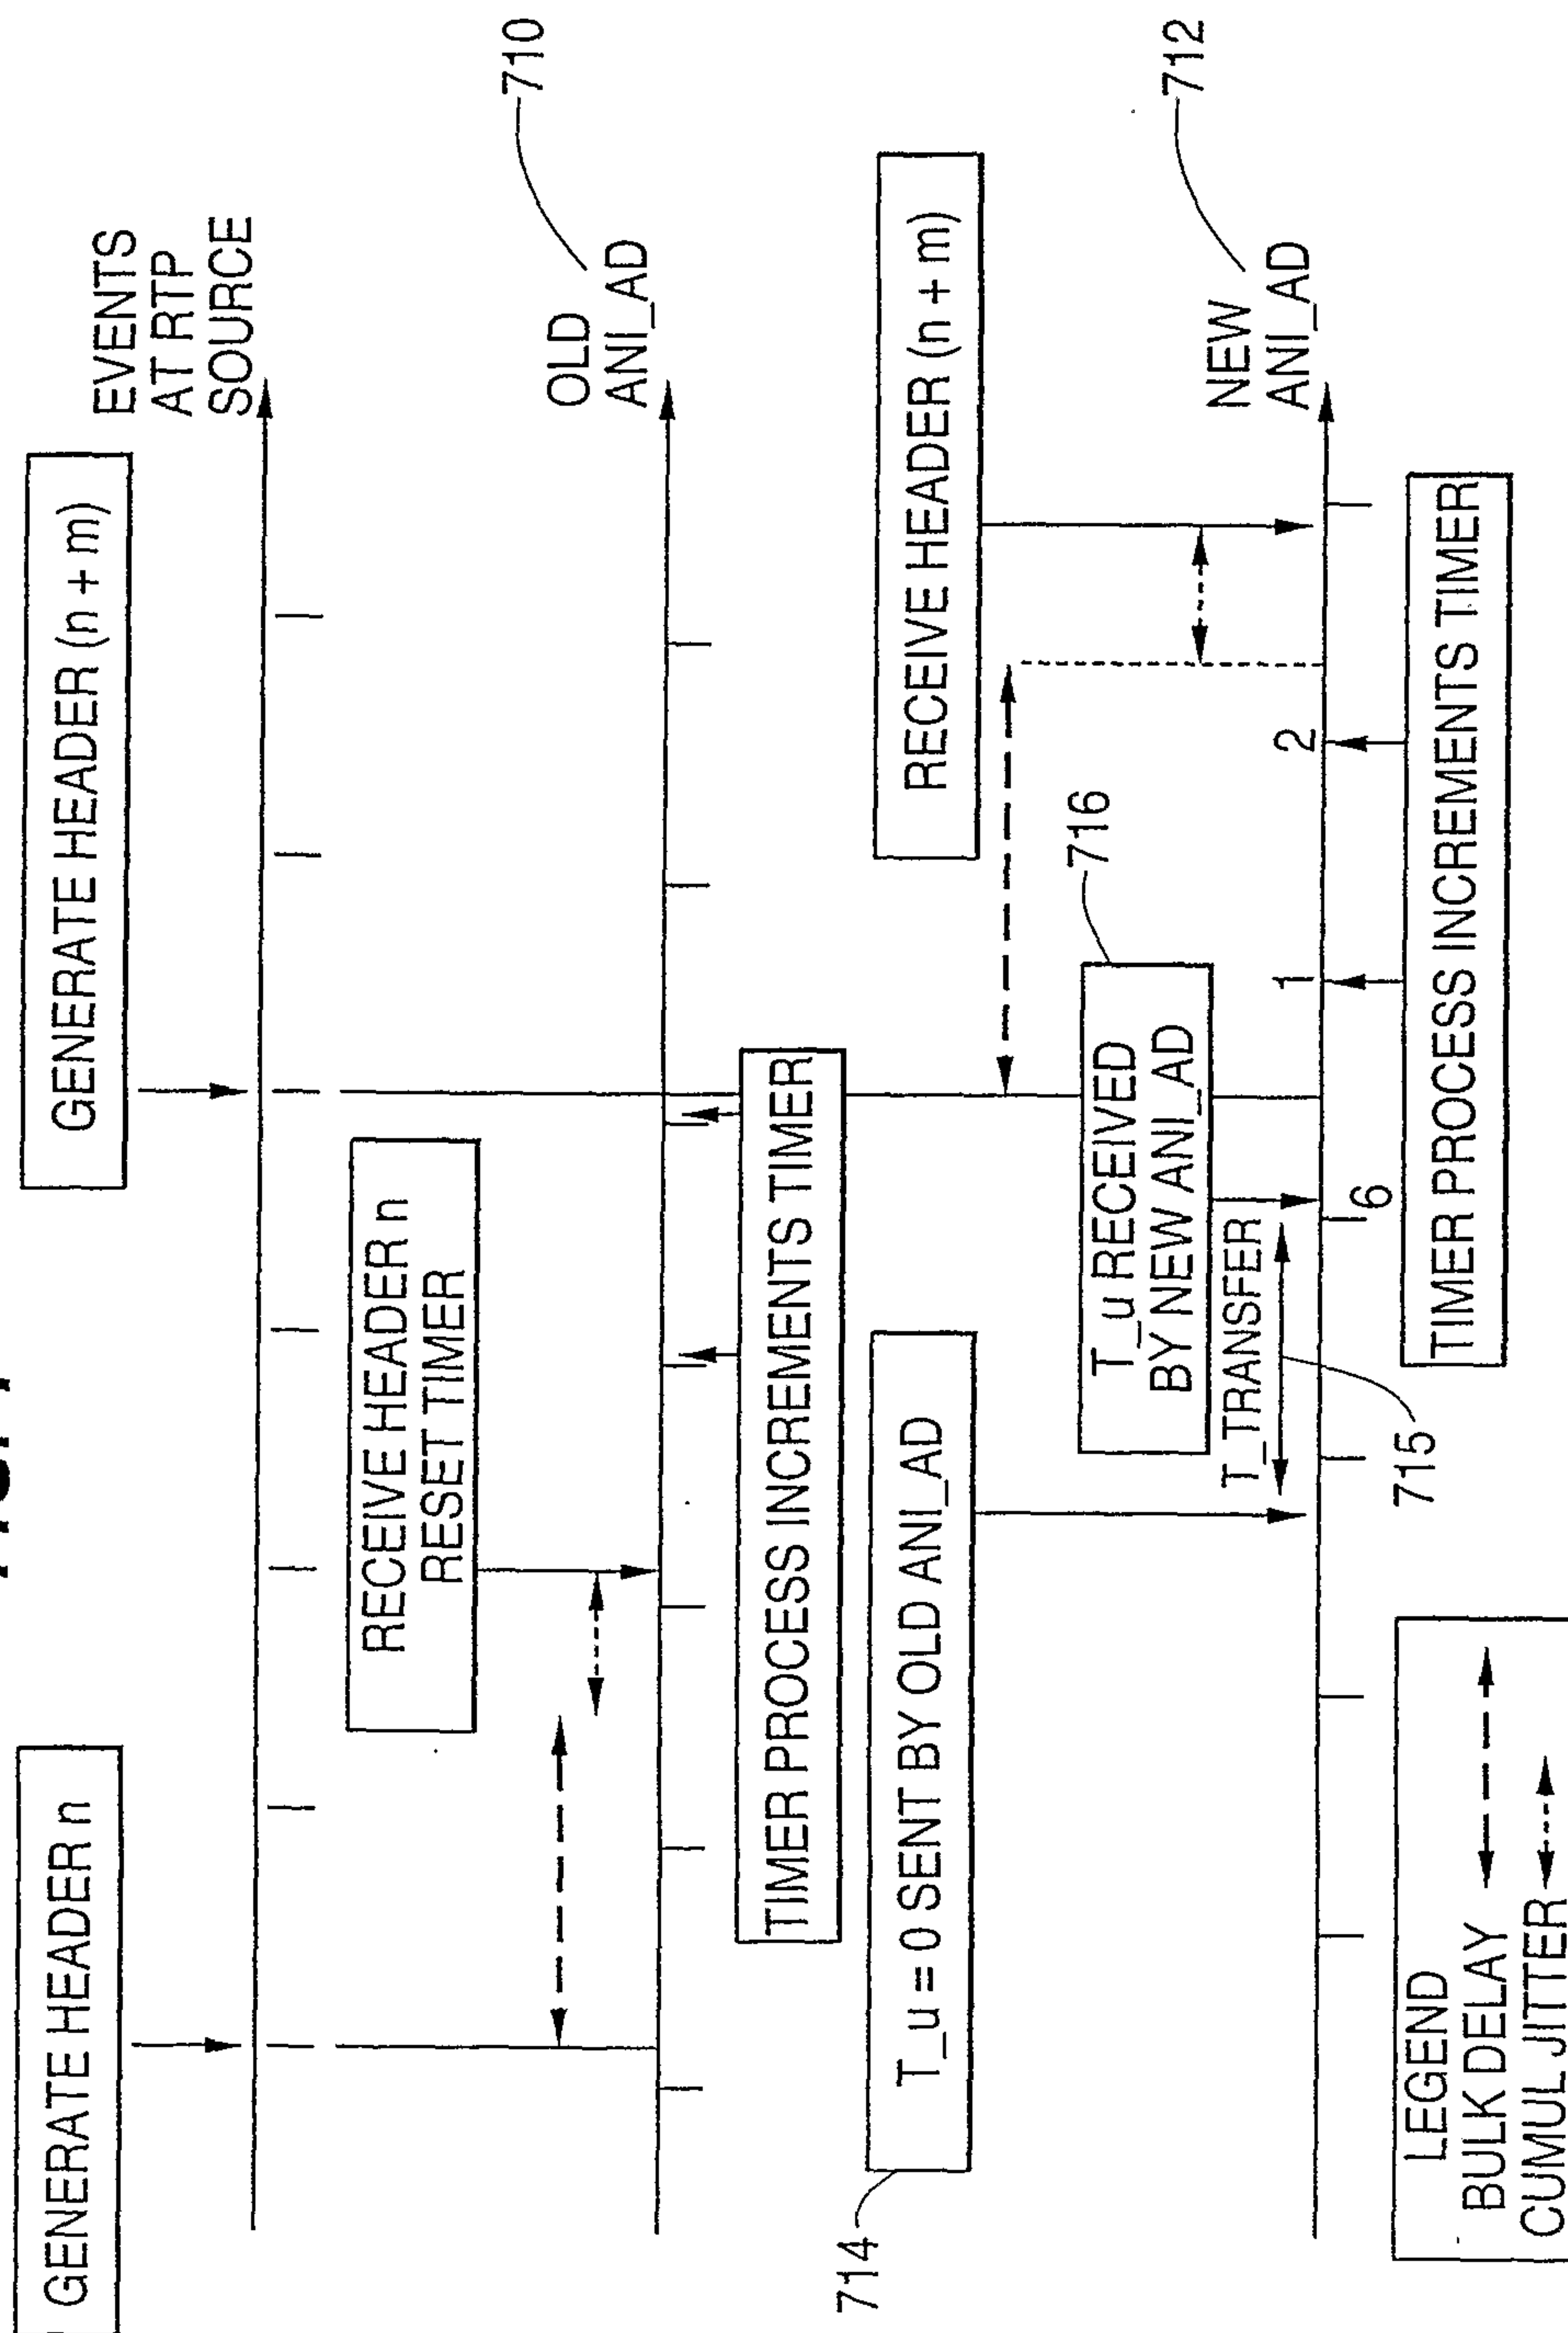 GENERATE HEADER n
GENERATE HEADER (n + m)
EVENTS
AT RTP
SOURCE
RECEIVE HEADER n
RESET TIMER
OLD
ANI_AD
710
TIMER PROCESS INCREMENTS TIMER
714
T_u = 0 SENT BY OLD ANI_AD
RECEIVE HEADER (n + m)
T_u RECEIVED
BY NEW ANI_AD
716
T_TRANSFER
715
6
1
2
NEW
ANI_AD
712
TIMER PROCESS INCREMENTS TIMER
LEGEND
BULK DELAY
CUMUL JITTER